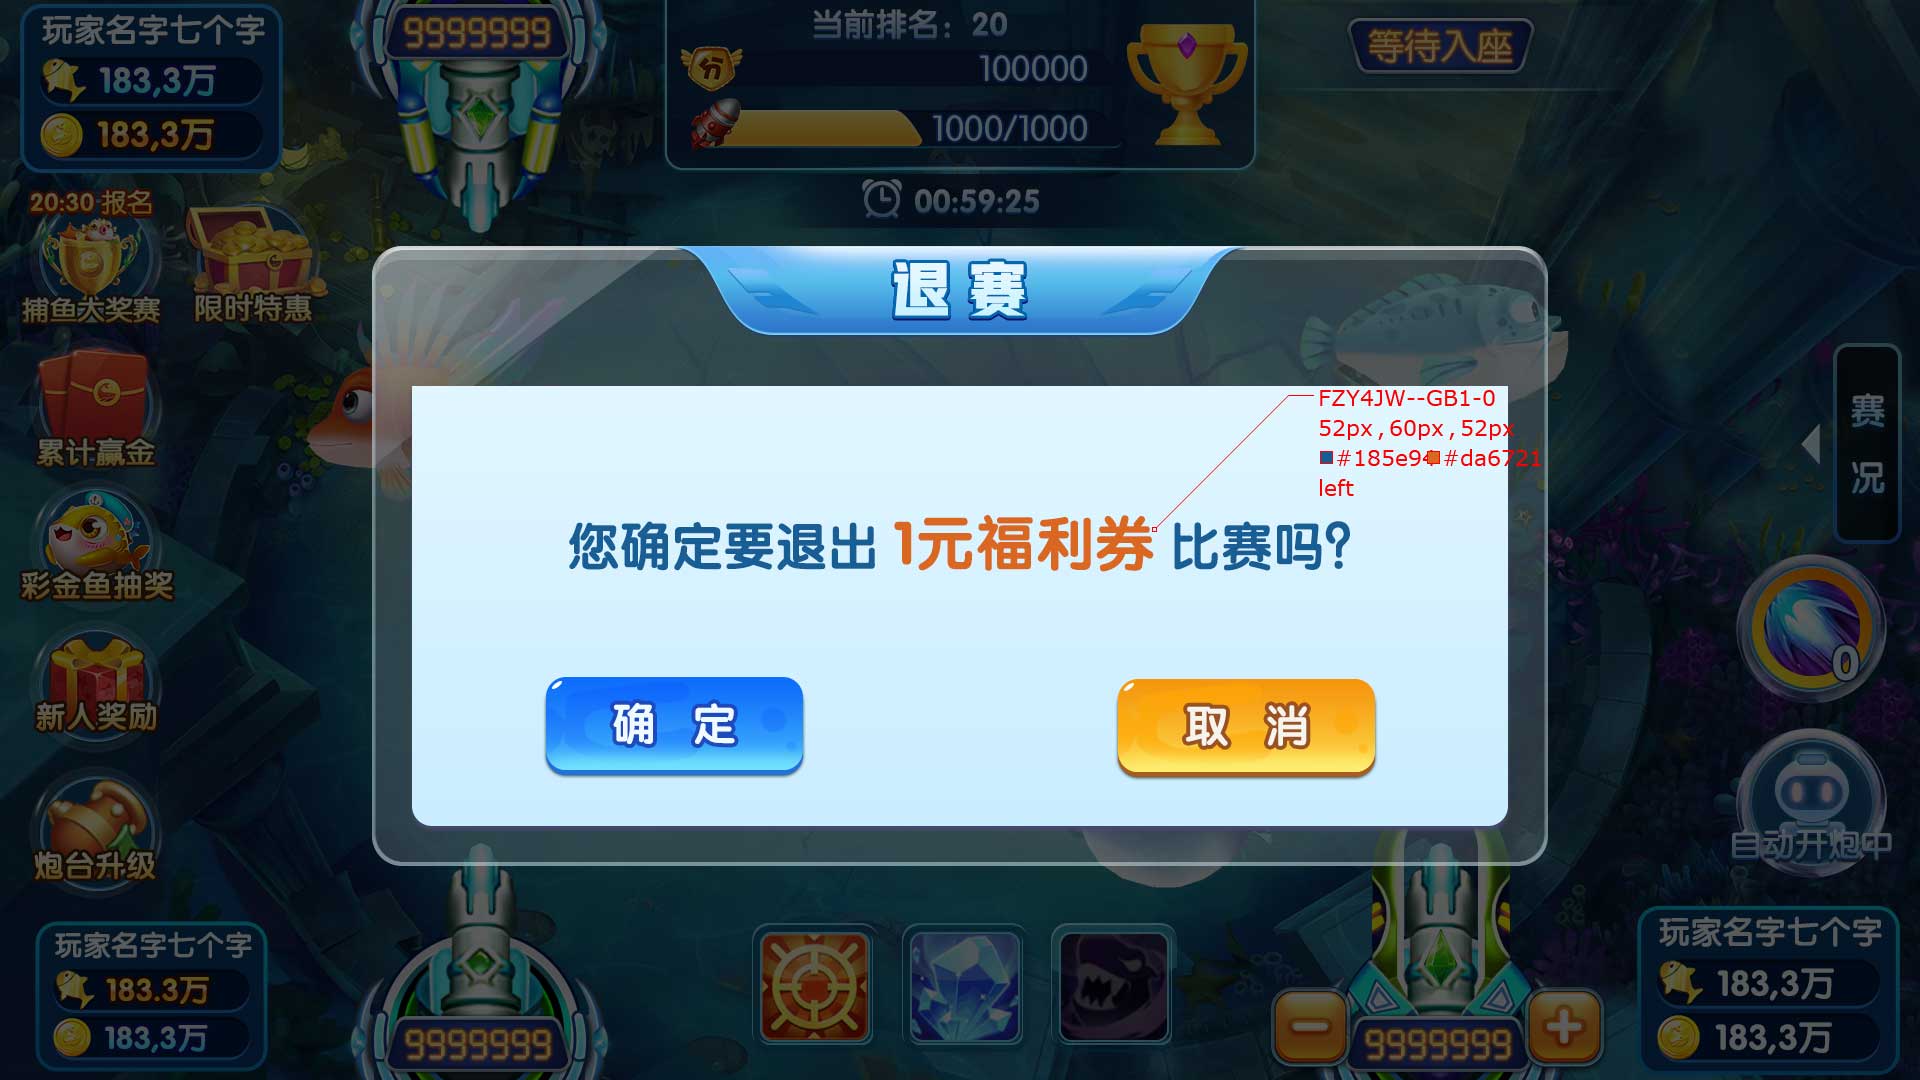 玩家名字七个字
183,3万
183,3万
9999999
当前排名：20
100000
1000/1000
00:59:25
等待入座
20:30 报名
捕鱼大奖赛
限时特惠
累计赢金
彩金鱼抽奖
新人奖励
炮台升级
退赛
FZY4JW--GB1-0
52px,60px,52px
#185e94 #da6721
left
您确定要退出 1元福利券 比赛吗?
确 定
取 消
赛况
0
自动开炮中
玩家名字七个字
183.3万
183,3万
9999999
9999999
玩家名字七个字
183,3万
183,3万